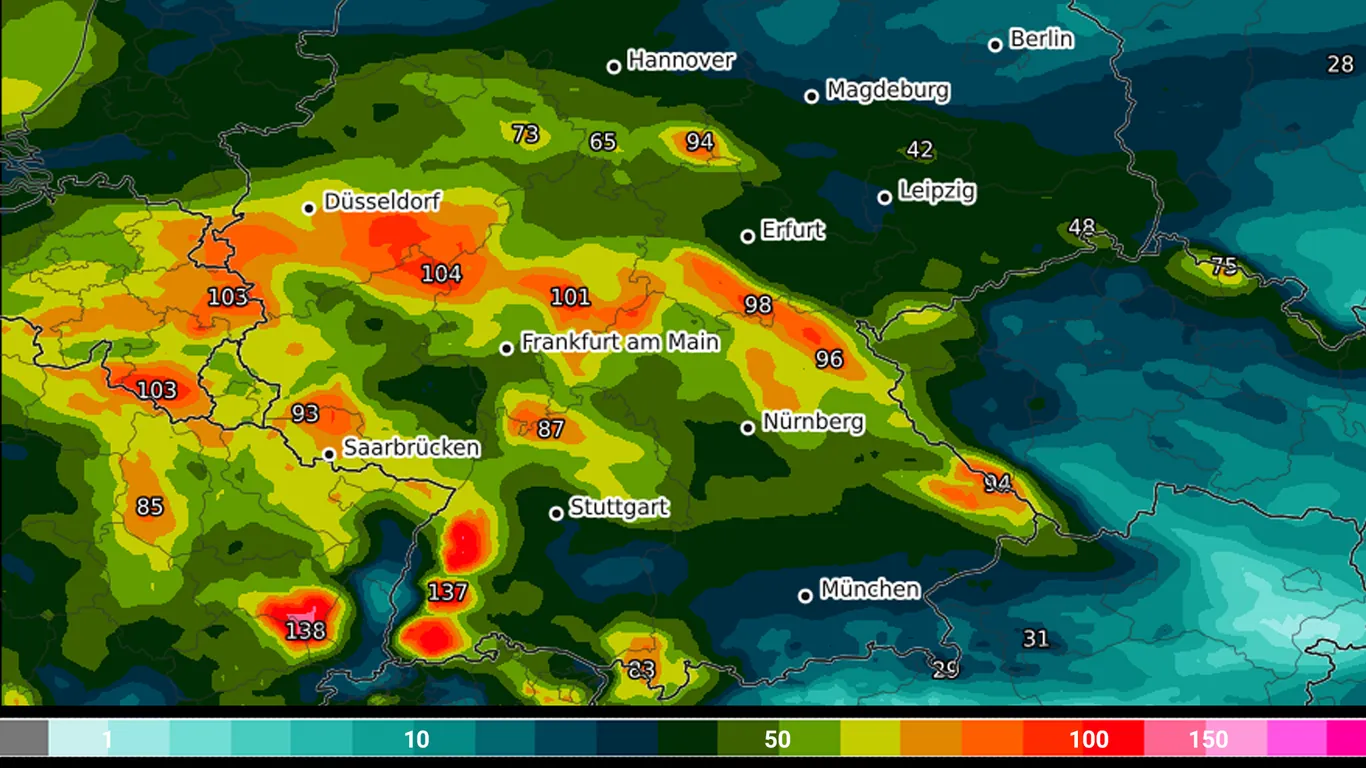 Berlin
Hannover
28
Magdeburg
73
65
94
42
Leipzig
Düsseldorf
48
Erfurt
75
104
103
101
98
Frankfurt am Main
96
103
93
87
Nürnberg
Saarbrücken
94
85
Stuttgart
137
München
138
31
83
29
1 10 50 100 150